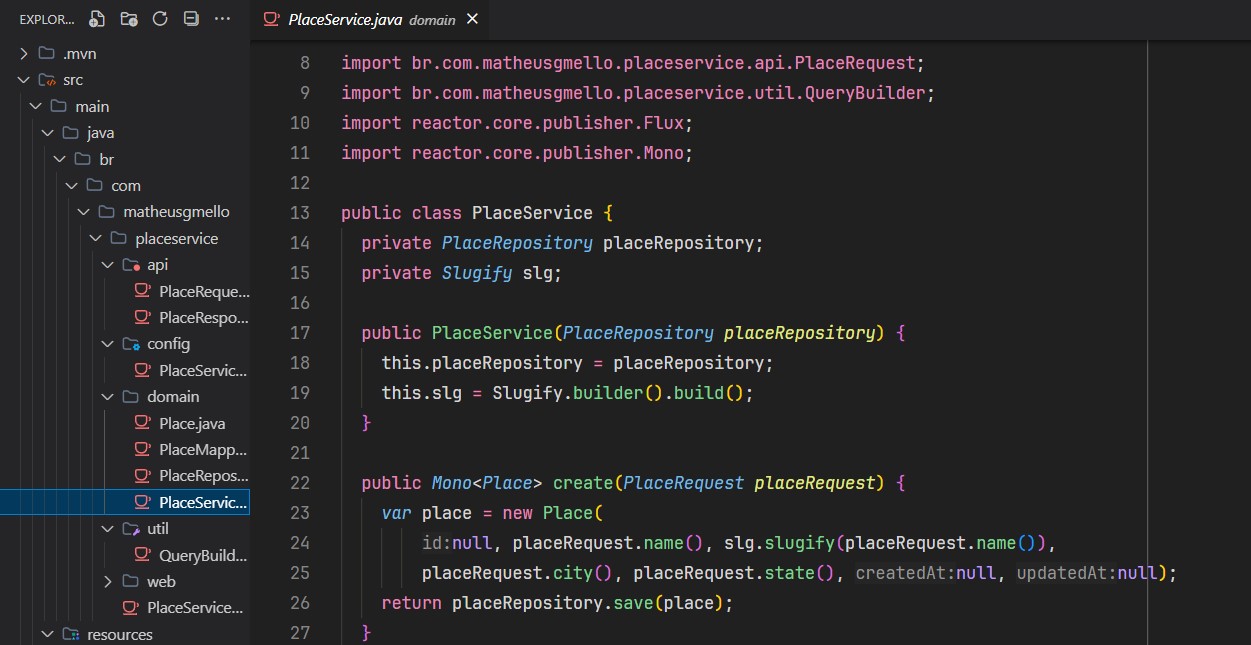 EXPLOR...
.mvn
src
main
java
br
com
matheusgmello
placeservice
api
PlaceReque...
PlaceRespo...
config
PlaceServic...
domain
Place.java
PlaceMapp...
PlaceRepos...
PlaceServic...
util
QueryBuild...
web
PlaceService...
resources
PlaceService.java domain
8 import br.com.matheusgmello.placeservice.api.PlaceRequest;
9 import br.com.matheusgmello.placeservice.util.QueryBuilder;
10 import reactor.core.publisher.Flux;
11 import reactor.core.publisher.Mono;
12
13 public class PlaceService {
14 private PlaceRepository placeRepository;
15 private Slugify slg;
16
17 public PlaceService(PlaceRepository placeRepository) {
18 this.placeRepository = placeRepository;
19 this.slg = Slugify.builder().build();
20 }
21
22 public Mono<Place> create(PlaceRequest placeRequest) {
23 var place = new Place(
24 id:null, placeRequest.name(), slg.slugify(placeRequest.name()),
25 placeRequest.city(), placeRequest.state(), createdAt:null, updatedAt:null);
26 return placeRepository.save(place);
27 }